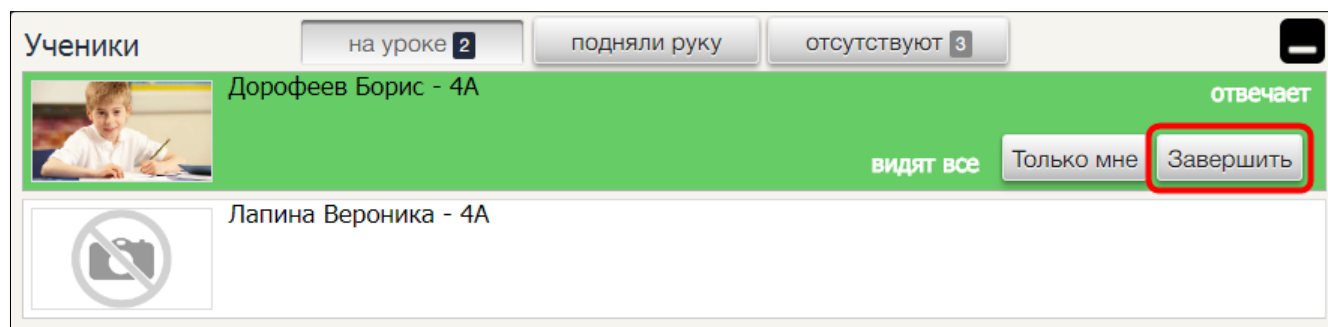 Ученики на уроке 2 подняли руку отсутствуют 3
Дорофеев Борис - 4А отвечает
видят все Только мне Завершить
Лапина Вероника - 4А